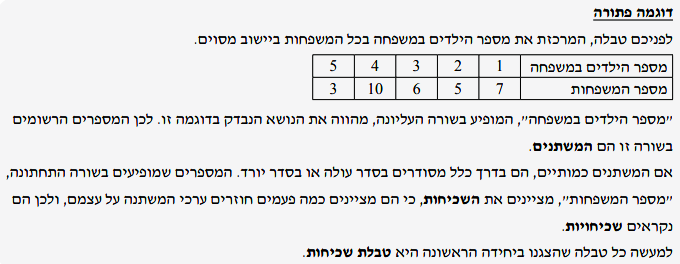 דוגמה פתורה
לפניכם טבלה, המרכזת את מספר הילדים במשפחה בכל המשפחות ביישוב מסוים.
מספר הילדים במשפחה 1 2 3 4 5
מספר המשפחות 7 5 6 10 3
״מספר הילדים במשפחה״, המופיע בשורה העליונה, מהווה את הנושא הנבדק בדוגמה זו. לכן המספרים הרשומים
בשורה זו הם המשתנים.
אם המשתנים כמותיים, הם בדרך כלל מסודרים בסדר עולה או בסדר יורד. המספרים שמופיעים בשורה התחתונה,
״מספר המשפחות״, מציינים את השכיחות, כי הם מציינים כמה פעמים חוזרים ערכי המשתנה על עצמם, ולכן הם
נקראים שכיחויות.
למעשה כל טבלה שהצגנו ביחידה הראשונה היא טבלת שכיחות.